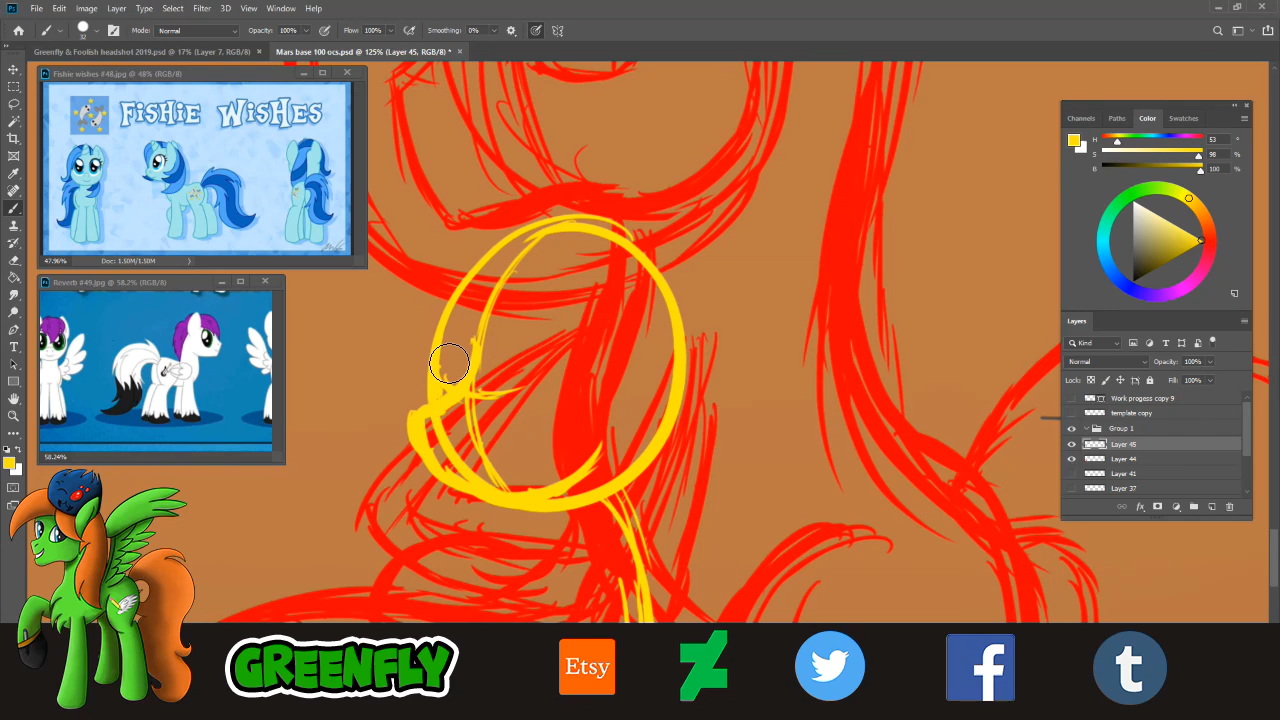 File Edit Image Layer Type Select Filter 3D View Window Help
32 Mode: Normal Opacity: 100% Flow: 100% Smoothing: 0%
Greenfly & Foolish headshot 2019.psd @ 17% (Layer 7, RGB/8) × Mars base 100 ocs.psd @ 125% (Layer 45, RGB/8) * ×
Fishie wishes #48.jpg @ 48% (RGB/8)
FiSHiE WiSHES
47.96% Doc: 1.50M/1.50M
Reverb #49.jpg @ 58.2% (RGB/8)
58.24%
Channels Paths Color Swatches
H 53 °
S 98 %
B 100 %
Layers
Kind
Normal Opacity: 100%
Lock: Fill: 100%
Work progess copy 9
template copy
Group 1
Layer 45
Layer 44
Layer 41
Layer 37
fx
GREENFLY
Etsy
f
t